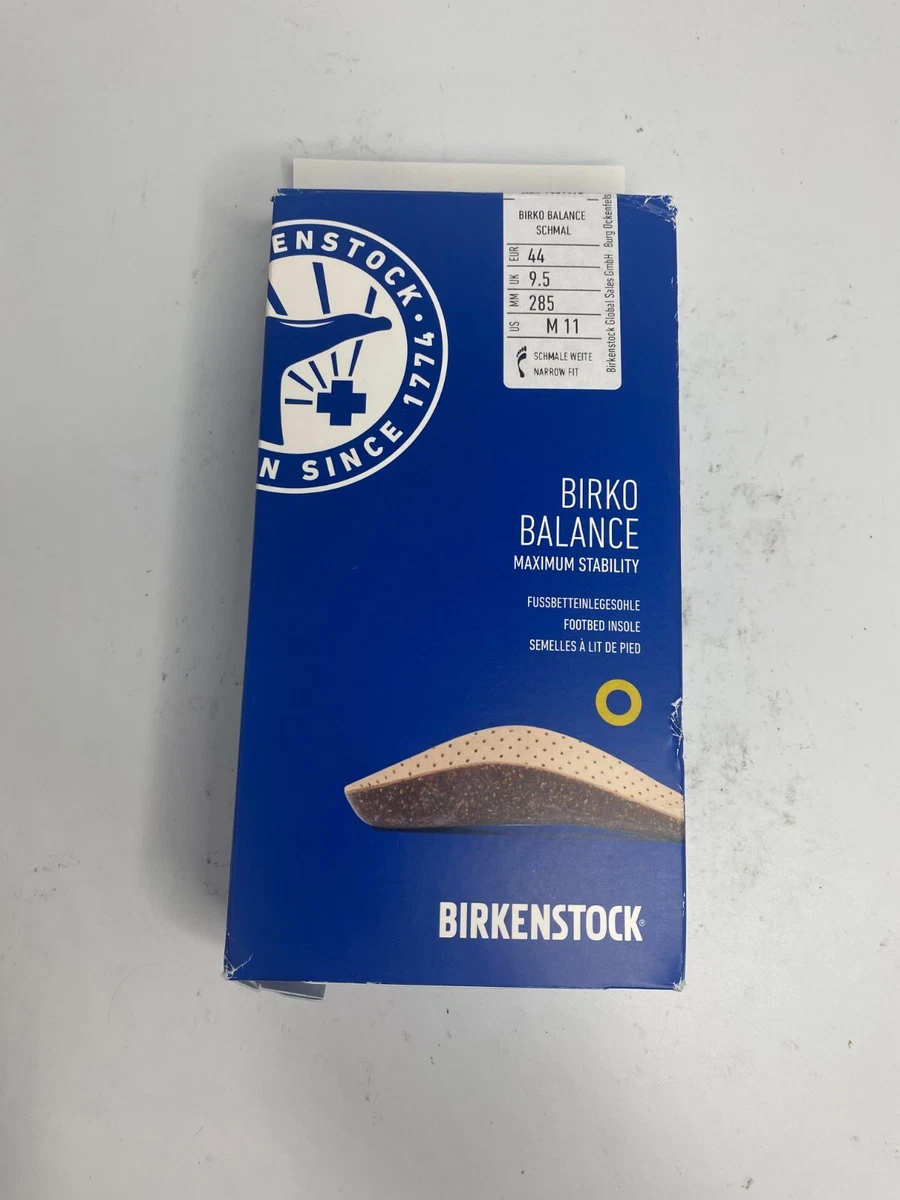 ENSTOCK · 1774
N SINCE
BIRKO BALANCE
SCHMAL
EUR 44
UK 9.5
MM 285
US M 11
SCHMALE WEITE
NARROW FIT
Birkenstock Global Sales GmbH · Burg Ockenfels
BIRKO
BALANCE
MAXIMUM STABILITY
FUSSBETTEINLEGESOHLE
FOOTBED INSOLE
SEMELLES À LIT DE PIED
BIRKENSTOCK®